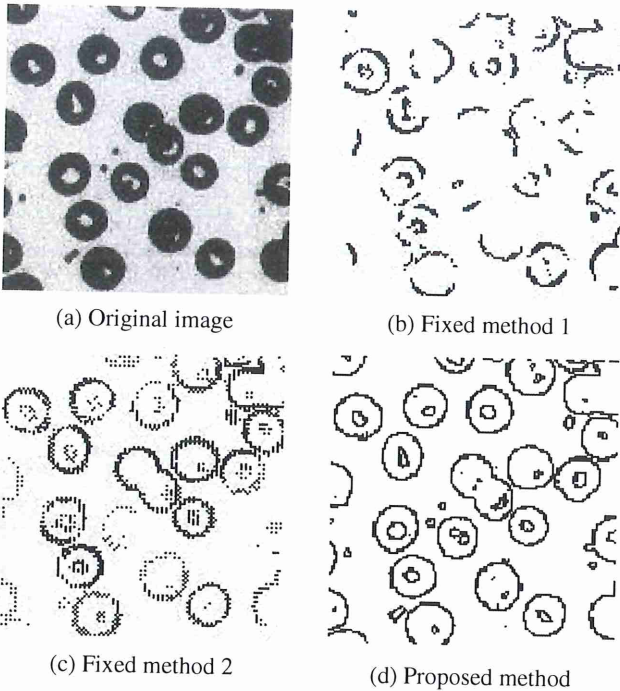 (a) Original image
(b) Fixed method 1
(c) Fixed method 2
(d) Proposed method